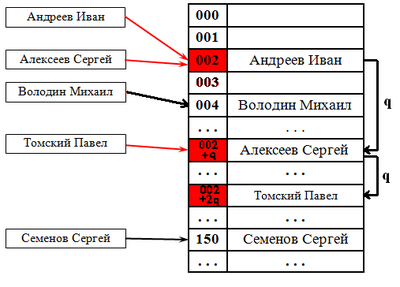 Андреев Иван
Алексеев Сергей
Володин Михаил
Томский Павел
Семенов Сергей
000
001
002 Андреев Иван
003
004 Володин Михаил
... ...
002
+q Алексеев Сергей
... ...
002
+2q Томский Павел
... ...
150 Семенов Сергей
... ...
q
q